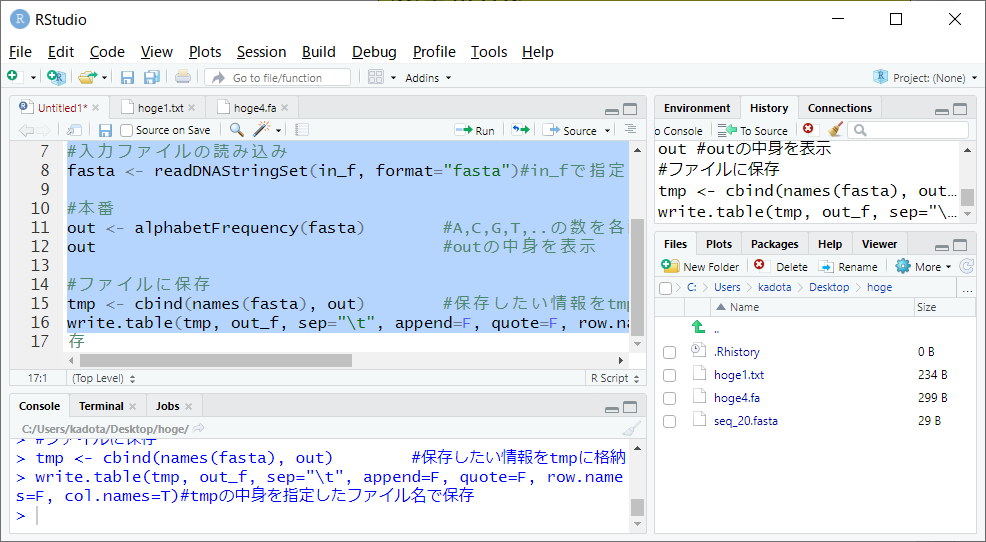 RStudio
File Edit Code View Plots Session Build Debug Profile Tools Help
Go to file/function Addins Project: (None)
Untitled1* hoge1.txt hoge4.fa
Source on Save Run Source
7 #入力ファイルの読み込み
8 fasta <- readDNAStringSet(in_f, format="fasta")#in_fで指定
9
10 #本番
11 out <- alphabetFrequency(fasta) #A,C,G,T,..の数を各
12 out #outの中身を表示
13
14 #ファイルに保存
15 tmp <- cbind(names(fasta), out) #保存したい情報をtmp
16 write.table(tmp, out_f, sep="\t", append=F, quote=F, row.na
17 存
17:1 (Top Level) R Script
Console Terminal Jobs
C:/Users/kadota/Desktop/hoge/
> #ファイルに保存
> tmp <- cbind(names(fasta), out) #保存したい情報をtmpに格納
> write.table(tmp, out_f, sep="\t", append=F, quote=F, row.name
s=F, col.names=T)#tmpの中身を指定したファイル名で保存
>
Environment History Connections
o Console To Source
out #outの中身を表示
#ファイルに保存
tmp <- cbind(names(fasta), out...
write.table(tmp, out_f, sep="\...
Files Plots Packages Help Viewer
New Folder Delete Rename More
C: Users kadota Desktop hoge ...
Name Size
..
.Rhistory 0 B
hoge1.txt 234 B
hoge4.fa 299 B
seq_20.fasta 29 B